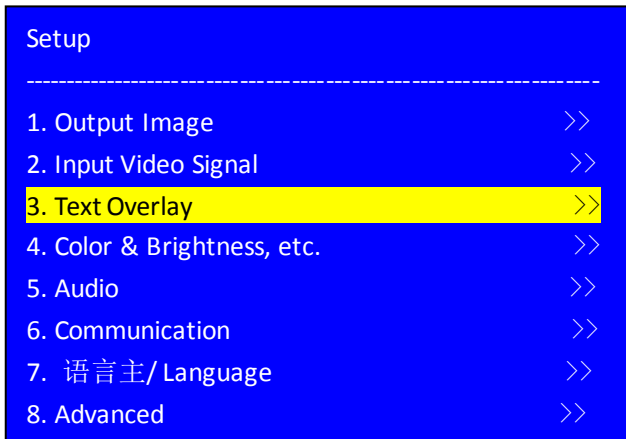 Setup
--------------------------------------------------------------------
1. Output Image >>
2. Input Video Signal >>
3. Text Overlay >>
4. Color & Brightness, etc. >>
5. Audio >>
6. Communication >>
7. 语言主/ Language >>
8. Advanced >>